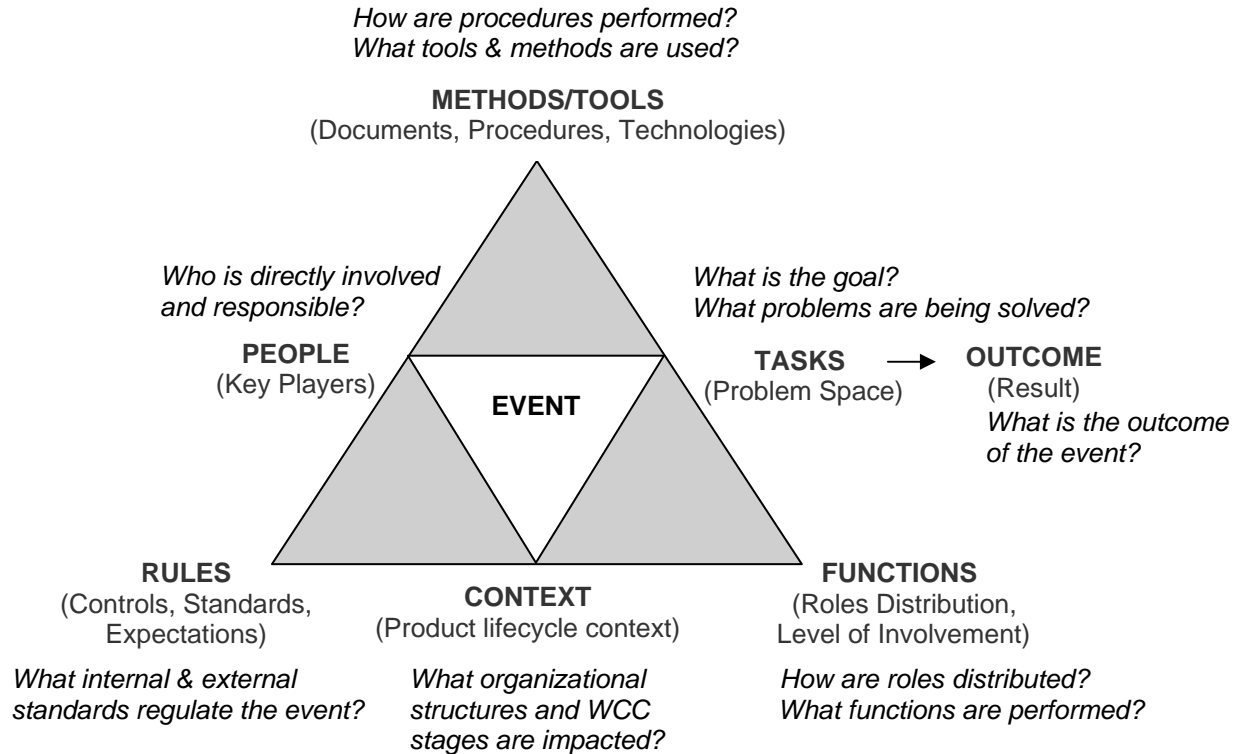 How are procedures performed?
What tools & methods are used?
METHODS/TOOLS
(Documents, Procedures, Technologies)
Who is directly involved
and responsible?
PEOPLE
(Key Players)
What is the goal?
What problems are being solved?
TASKS
(Problem Space)
OUTCOME
(Result)
What is the outcome
of the event?
EVENT
RULES
(Controls, Standards,
Expectations)
What internal & external
standards regulate the event?
CONTEXT
(Product lifecycle context)
What organizational
structures and WCC
stages are impacted?
FUNCTIONS
(Roles Distribution,
Level of Involvement)
How are roles distributed?
What functions are performed?